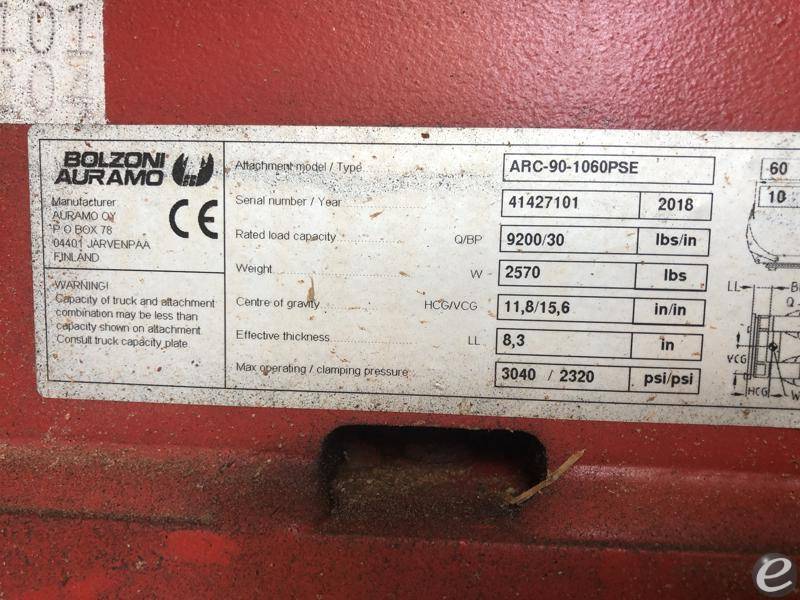 101
BOLZONI
AURAMO
Manufacturer
AURAMO OY
P O BOX 78
04401 JÄRVENPÄÄ
FINLAND
CE
WARNING!
Capacity of truck and attachment
combination may be less than
capacity shown on attachment.
Consult truck capacity plate.
Attachment model / Type ARC-90-1060PSE
Serial number / Year 41427101 2018
Rated load capacity Q/BP 9200/30 lbs/in
Weight W 2570 lbs
Centre of gravity HCG/VCG 11,8/15,6 in/in
Effective thickness LL 8,3 in
Max operating / clamping pressure 3040 / 2320 psi/psi
60
10
LL B
Q
VCG
HCG W
e